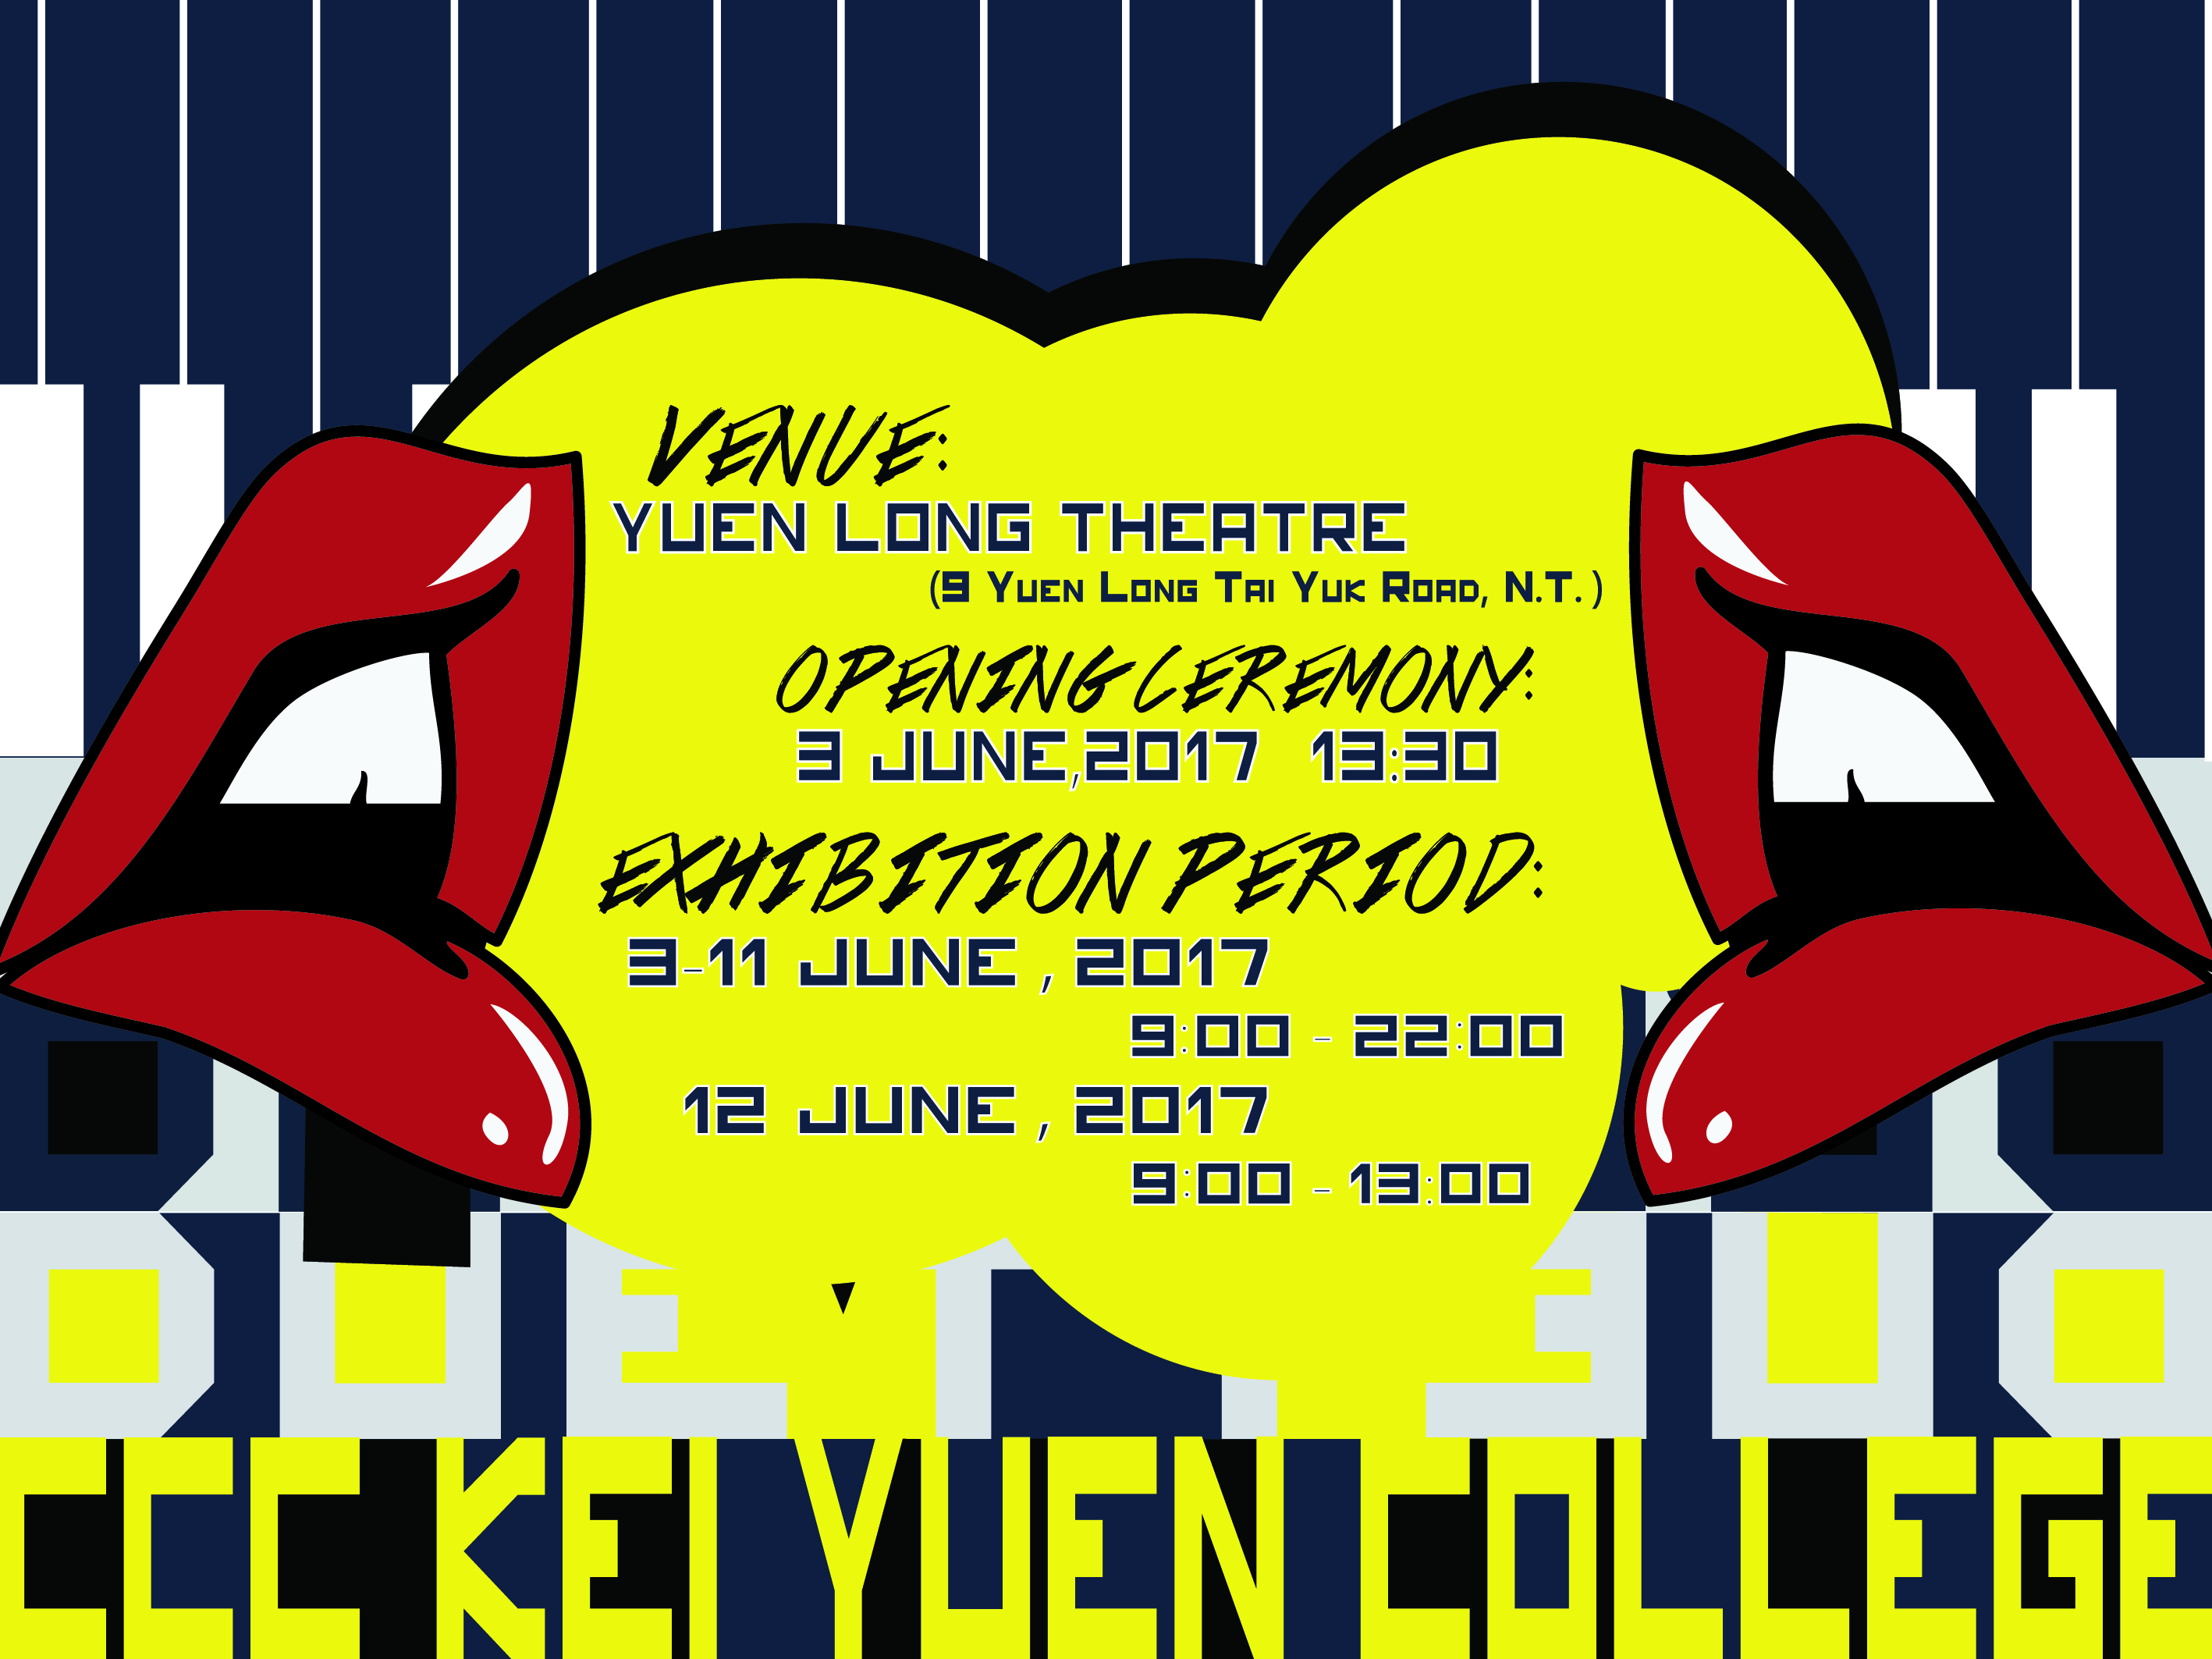 VENUE:
YUEN LONG THEATRE
(9 Yuen Long Tai Yuk Road, N.T.)
OPENING CEREMONY:
3 JUNE,2017 13:30
EXHIBITION PERIOD:
3-11 JUNE , 2017
9:00 - 22:00
12 JUNE , 2017
9:00 - 13:00
DUET
CCC KEI YUEN COLLEGE